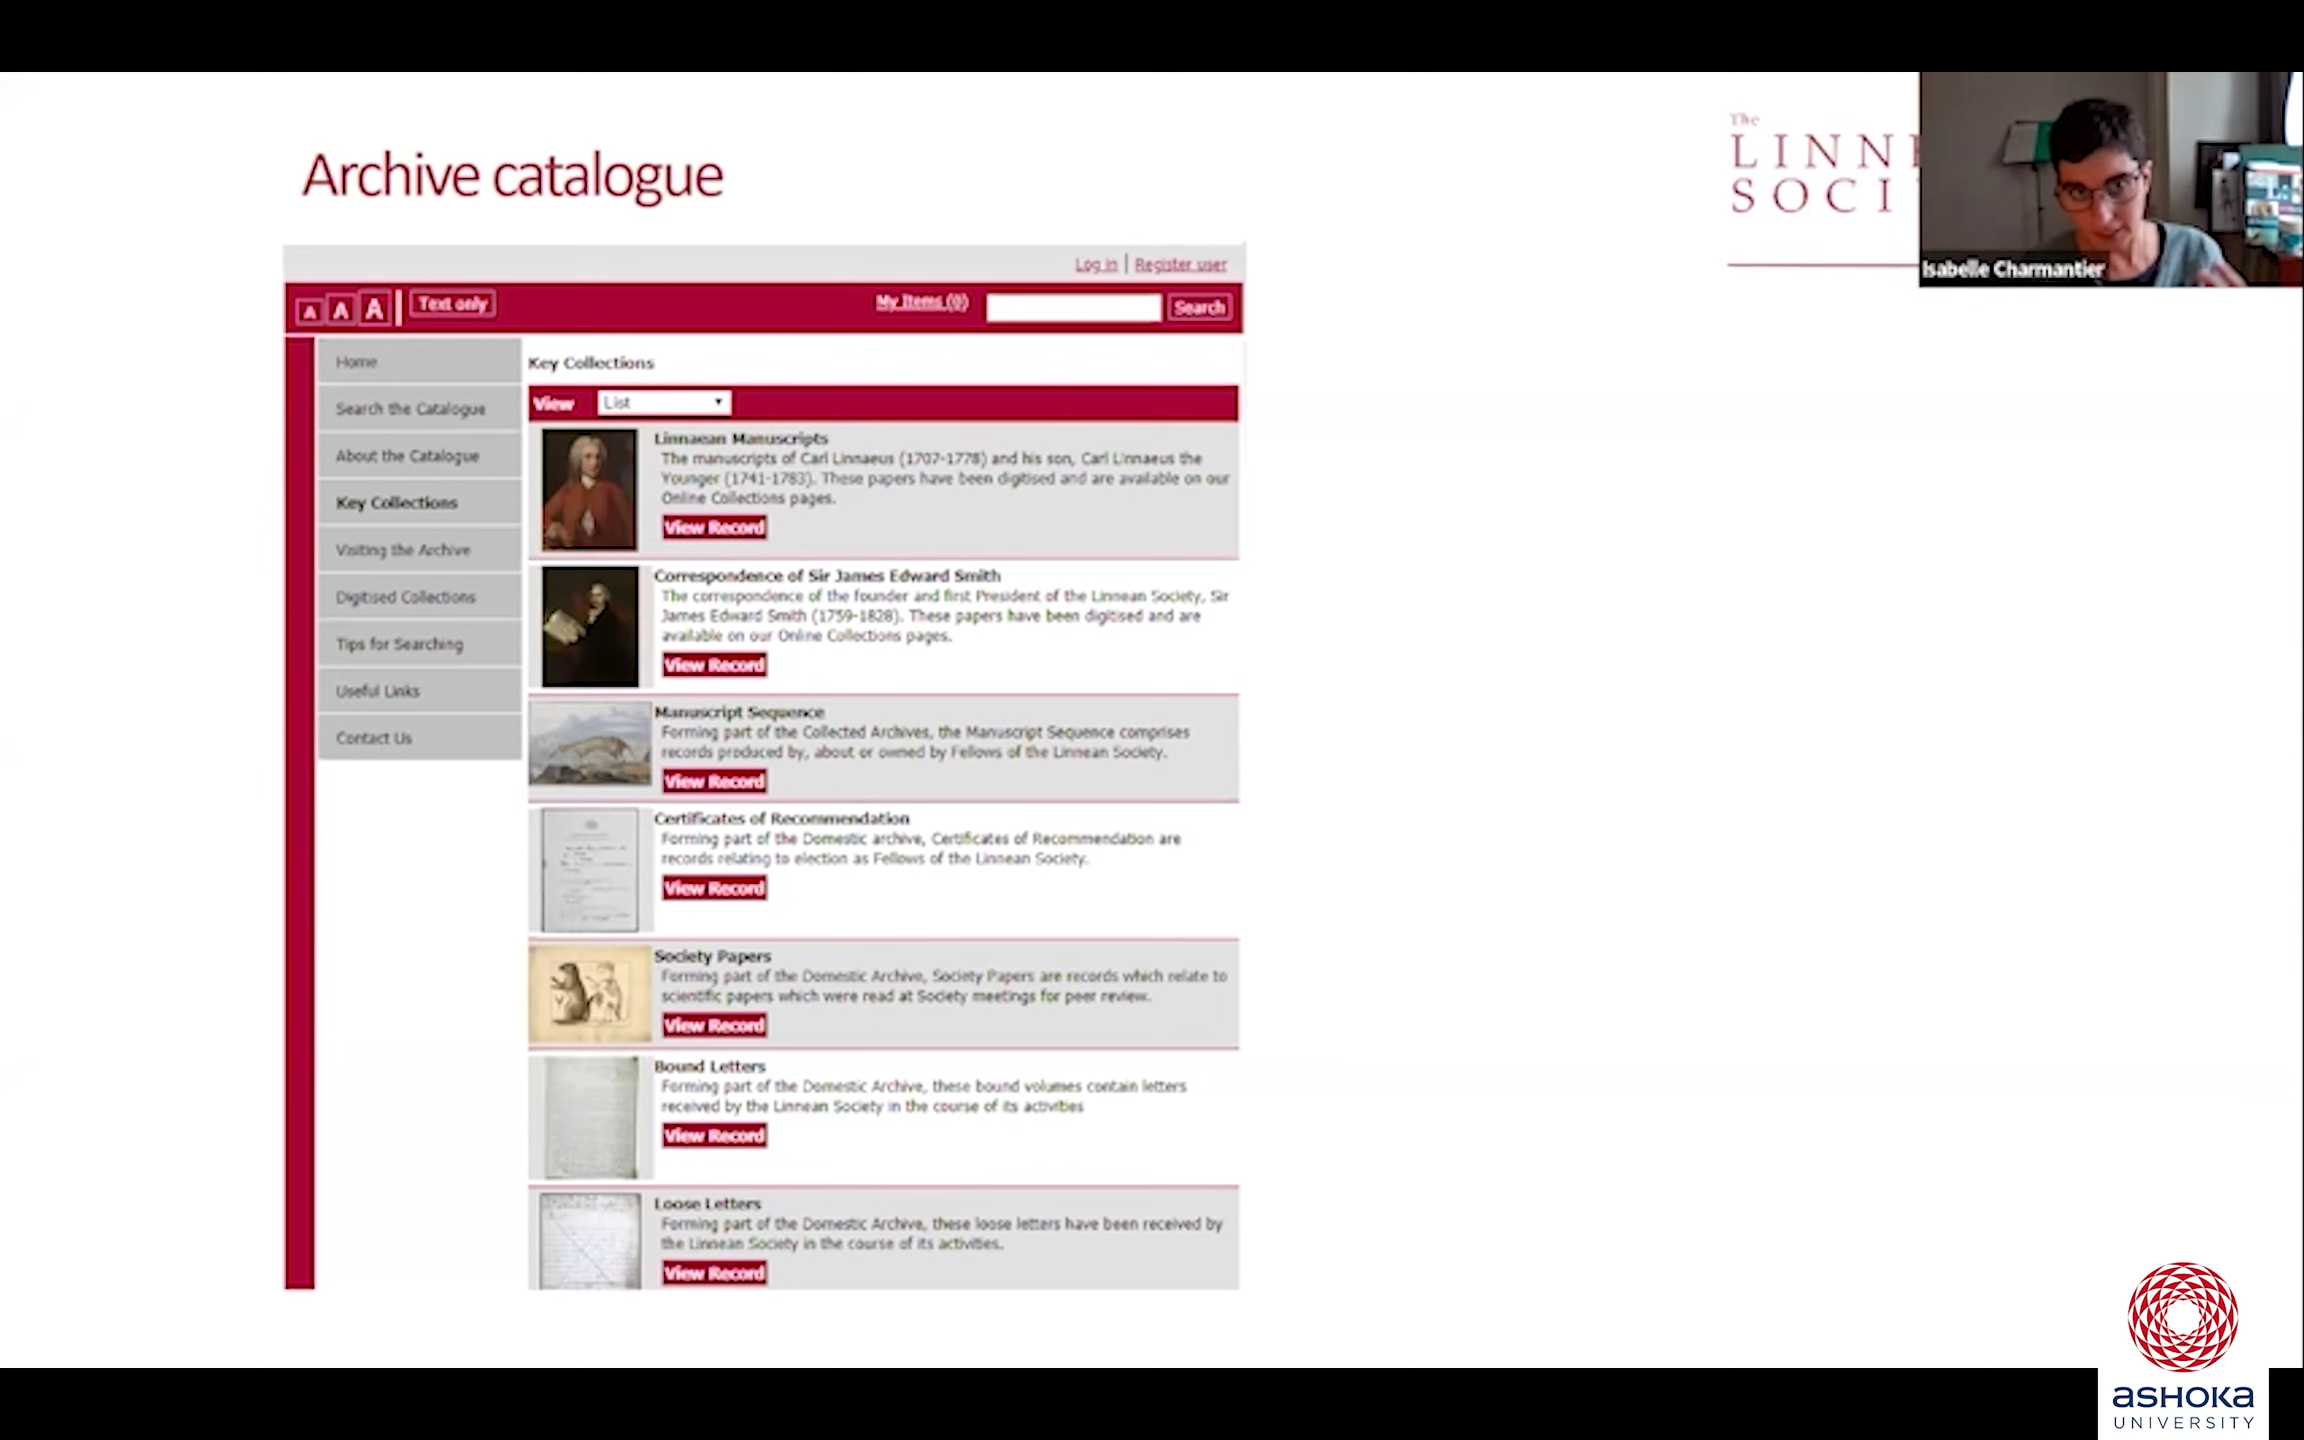 Archive catalogue
The
LINN
SOCI
Isabelle Charmantier
Log in | Register user
A A A | Text only
My Items (0)
Search
Home
Search the Catalogue
About the Catalogue
Key Collections
Visiting the Archive
Digitised Collections
Tips for Searching
Useful Links
Contact Us
Key Collections
View List
Linnaean Manuscripts
The manuscripts of Carl Linnaeus (1707-1778) and his son, Carl Linnaeus the
Younger (1741-1783). These papers have been digitised and are available on our
Online Collections pages.
View Record
Correspondence of Sir James Edward Smith
The correspondence of the founder and first President of the Linnean Society, Sir
James Edward Smith (1759-1828). These papers have been digitised and are
available on our Online Collections pages.
View Record
Manuscript Sequence
Forming part of the Collected Archives, the Manuscript Sequence comprises
records produced by, about or owned by Fellows of the Linnean Society.
View Record
Certificates of Recommendation
Forming part of the Domestic archive, Certificates of Recommendation are
records relating to election as Fellows of the Linnean Society.
View Record
Society Papers
Forming part of the Domestic Archive, Society Papers are records which relate to
scientific papers which were read at Society meetings for peer review.
View Record
Bound Letters
Forming part of the Domestic Archive, these bound volumes contain letters
received by the Linnean Society in the course of its activities
View Record
Loose Letters
Forming part of the Domestic Archive, these loose letters have been received by
the Linnean Society in the course of its activities.
View Record
ASHOKA
UNIVERSITY